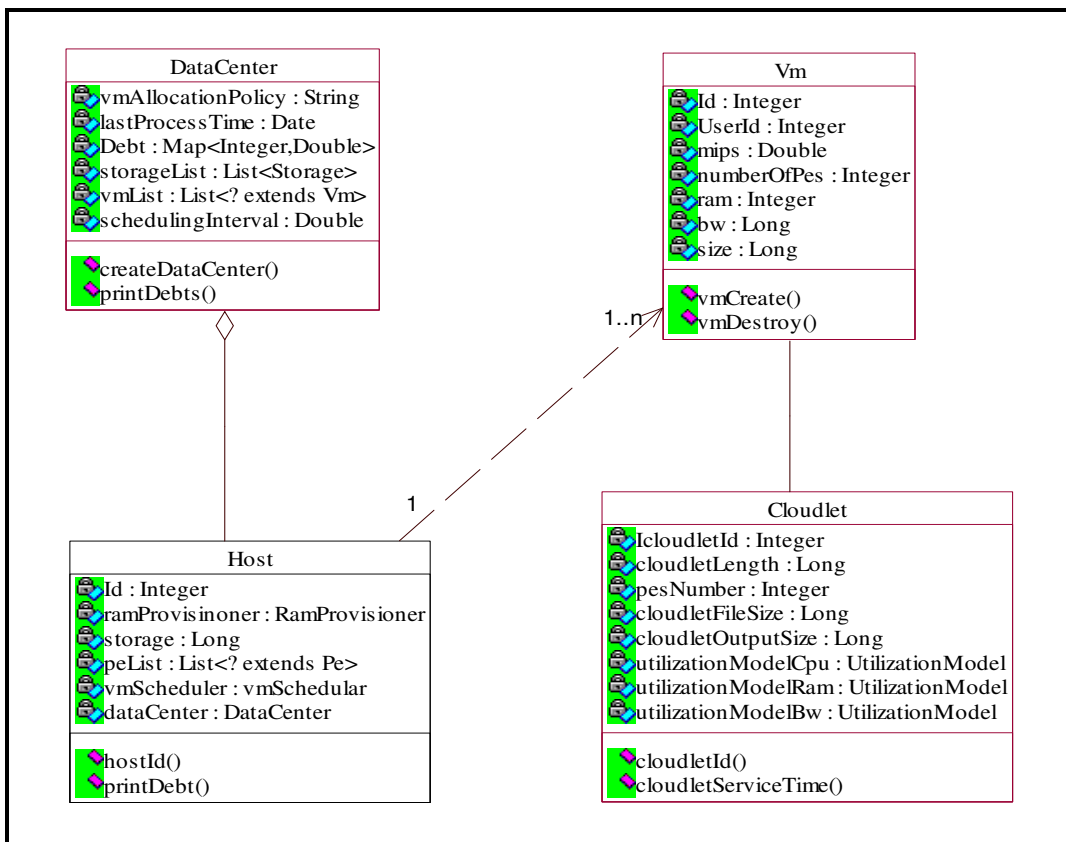 DataCenter
vmAllocationPolicy : String
lastProcessTime : Date
Debt : Map<Integer,Double>
storageList : List<Storage>
vmList : List<? extends Vm>
schedulingInterval : Double
createDataCenter()
printDebts()
Vm
Id : Integer
UserId : Integer
mips : Double
numberOfPes : Integer
ram : Integer
bw : Long
size : Long
vmCreate()
vmDestroy()
1..n
1
Host
Id : Integer
ramProvisinoner : RamProvisioner
storage : Long
peList : List<? extends Pe>
vmScheduler : vmSchedular
dataCenter : DataCenter
hostId()
printDebt()
Cloudlet
IcloudletId : Integer
cloudletLength : Long
pesNumber : Integer
cloudletFileSize : Long
cloudletOutputSize : Long
utilizationModelCpu : UtilizationModel
utilizationModelRam : UtilizationModel
utilizationModelBw : UtilizationModel
cloudletId()
cloudletServiceTime()